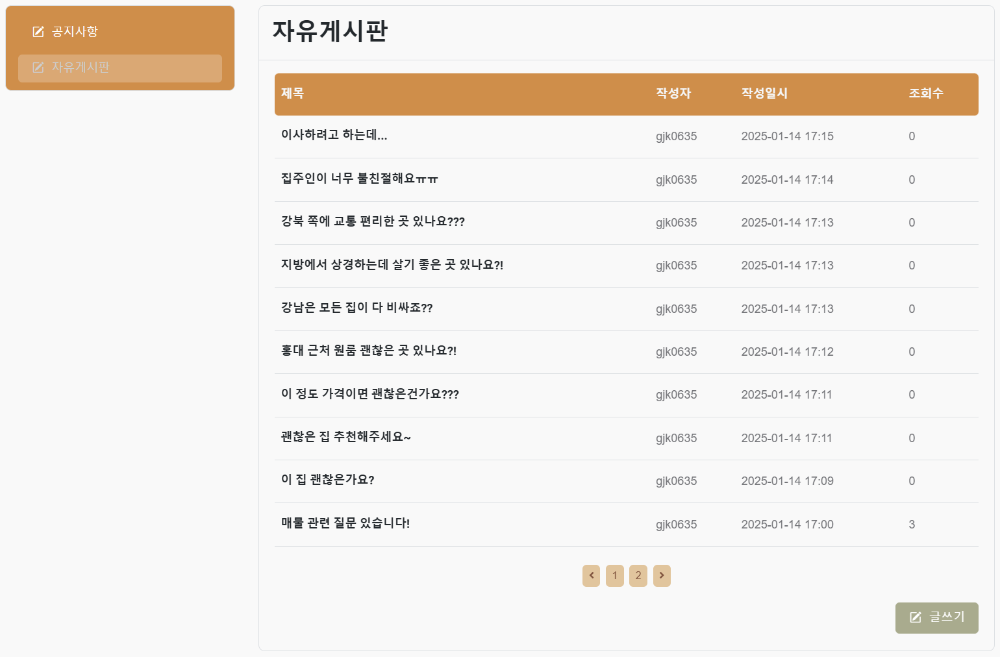 공지사항
자유게시판
자유게시판
제목 작성자 작성일시 조회수
이사하려고 하는데... gjk0635 2025-01-14 17:15 0
집주인이 너무 불친절해요ㅠㅠ gjk0635 2025-01-14 17:14 0
강북 쪽에 교통 편리한 곳 있나요??? gjk0635 2025-01-14 17:13 0
지방에서 상경하는데 살기 좋은 곳 있나요?! gjk0635 2025-01-14 17:13 0
강남은 모든 집이 다 비싸죠?? gjk0635 2025-01-14 17:13 0
홍대 근처 원룸 괜찮은 곳 있나요?! gjk0635 2025-01-14 17:12 0
이 정도 가격이면 괜찮은건가요??? gjk0635 2025-01-14 17:11 0
괜찮은 집 추천해주세요~ gjk0635 2025-01-14 17:11 0
이 집 괜찮은가요? gjk0635 2025-01-14 17:09 0
매물 관련 질문 있습니다! gjk0635 2025-01-14 17:00 3
1 2
글쓰기